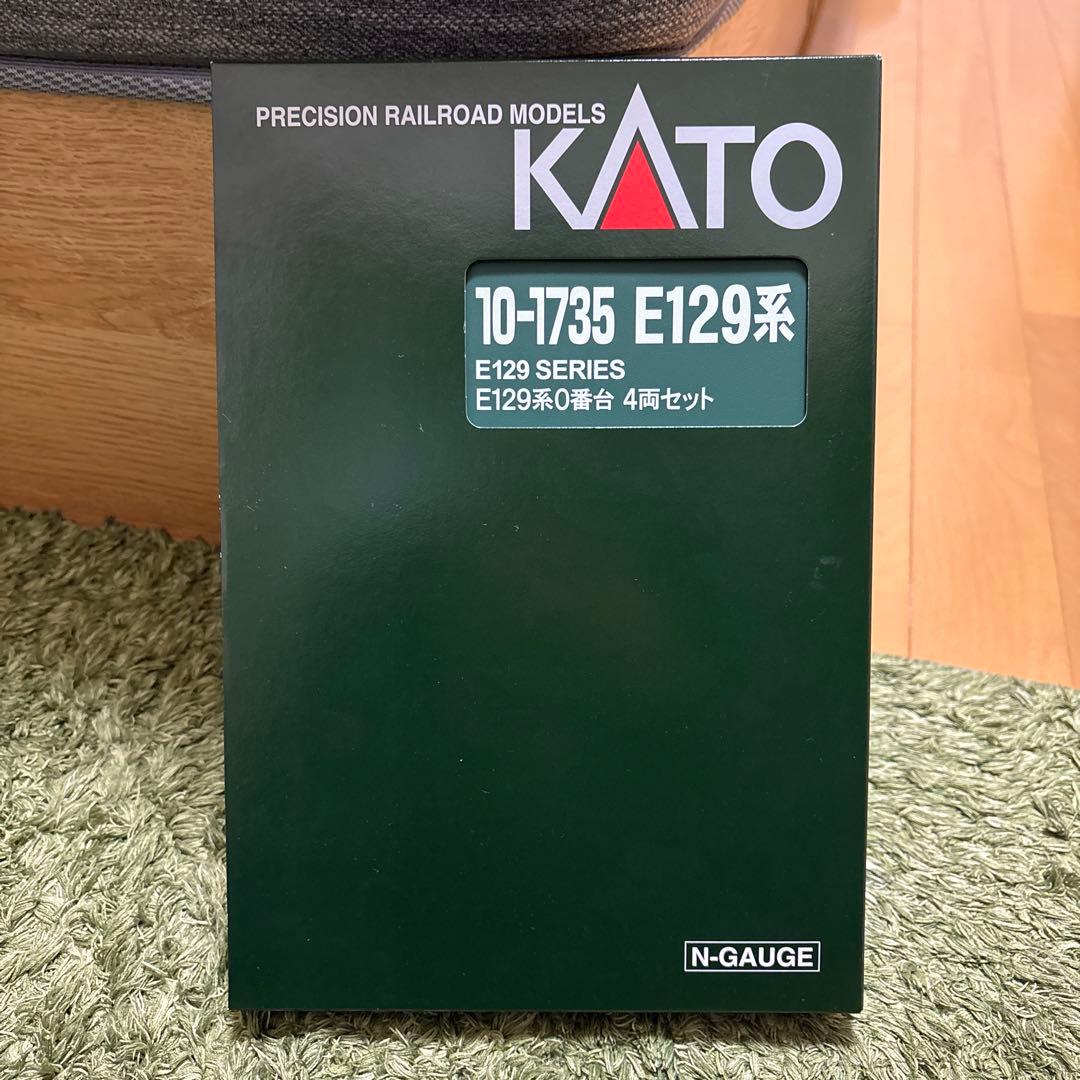 PRECISION RAILROAD MODELS
KATO
10-1735 E129系
E129 SERIES
E129系0番台 4両セット
N-GAUGE